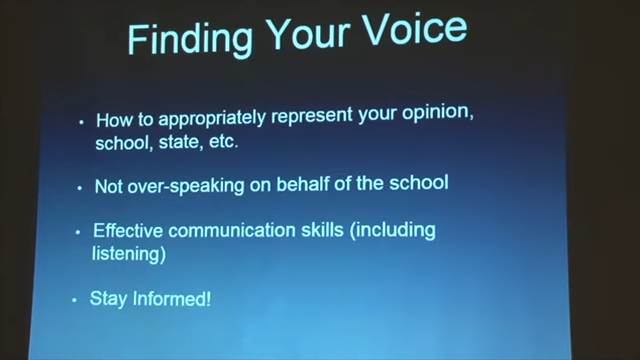 Finding Your Voice
• How to appropriately represent your opinion,
school, state, etc.
• Not over-speaking on behalf of the school
• Effective communication skills (including
listening)
• Stay Informed!